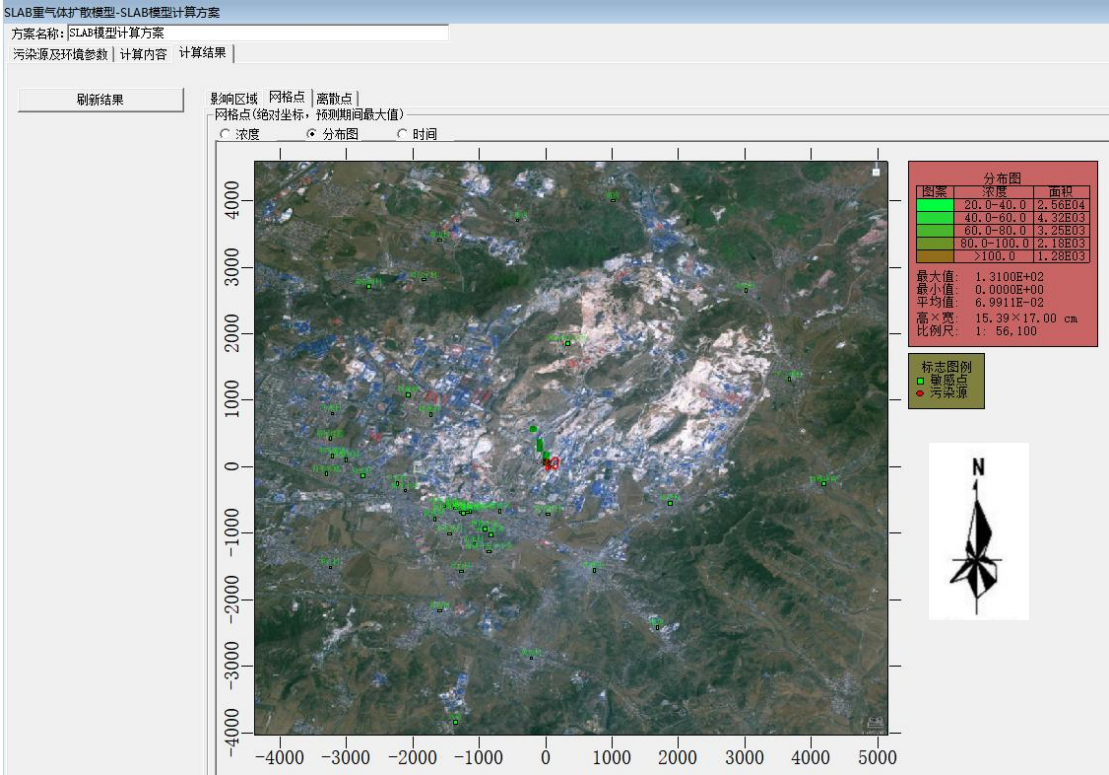 SLAB重气体扩散模型-SLAB模型计算方案
方案名称: SLAB模型计算方案
污染源及环境参数 计算内容 计算结果
刷新结果
影响区域 网格点 离散点
网格点(绝对坐标，预测期间最大值)
浓度 分布图 时间
4000
3000
2000
1000
0
-1000
-2000
-3000
-4000
-4000 -3000 -2000 -1000 0 1000 2000 3000 4000 5000
分布图
图案 浓度 面积
20.0-40.0 2.56E04
40.0-60.0 4.32E03
60.0-80.0 3.25E03
80.0-100.0 2.18E03
>100.0 1.28E03
最大值: 1.3100E+02
最小值: 0.0000E+00
平均值: 6.9911E-02
高×宽: 15.39×17.00 cm
比例尺: 1: 56,100
标志图例
敏感点
污染源
N